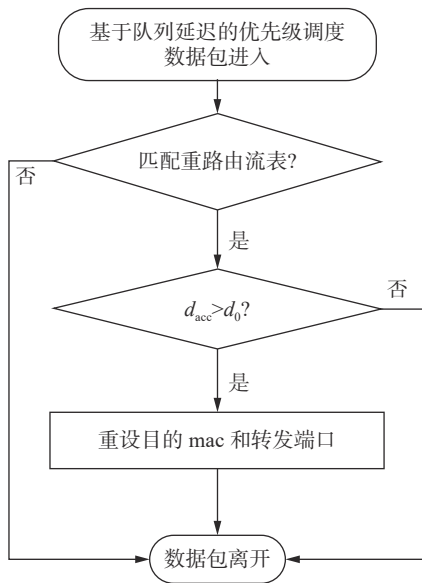 基于队列延迟的优先级调度
数据包进入
匹配重路由流表?
否
是
d_acc>d_0?
否
是
重设目的 mac 和转发端口
数据包离开